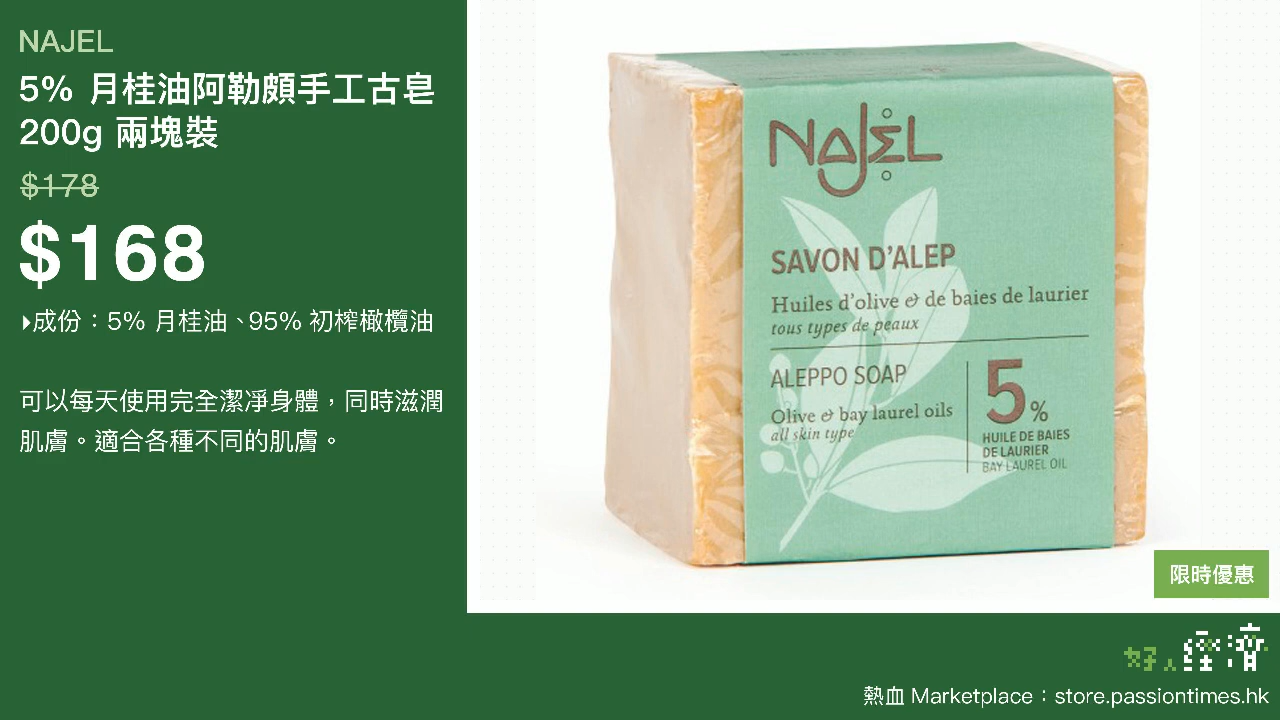 NAJEL
5% 月桂油阿勒頗手工古皂
200g 兩塊裝
$178
$168
▸成份：5% 月桂油、95% 初榨橄欖油
可以每天使用完全潔淨身體，同時滋潤
肌膚。適合各種不同的肌膚。
NAJEL
SAVON D'ALEP
Huiles d'olive & de baies de laurier
tous types de peaux
ALEPPO SOAP
Olive & bay laurel oils
all skin type
5%
HUILE DE BAIES
DE LAURIER
BAY LAUREL OIL
限時優惠
好人經濟
熱血 Marketplace：store.passiontimes.hk